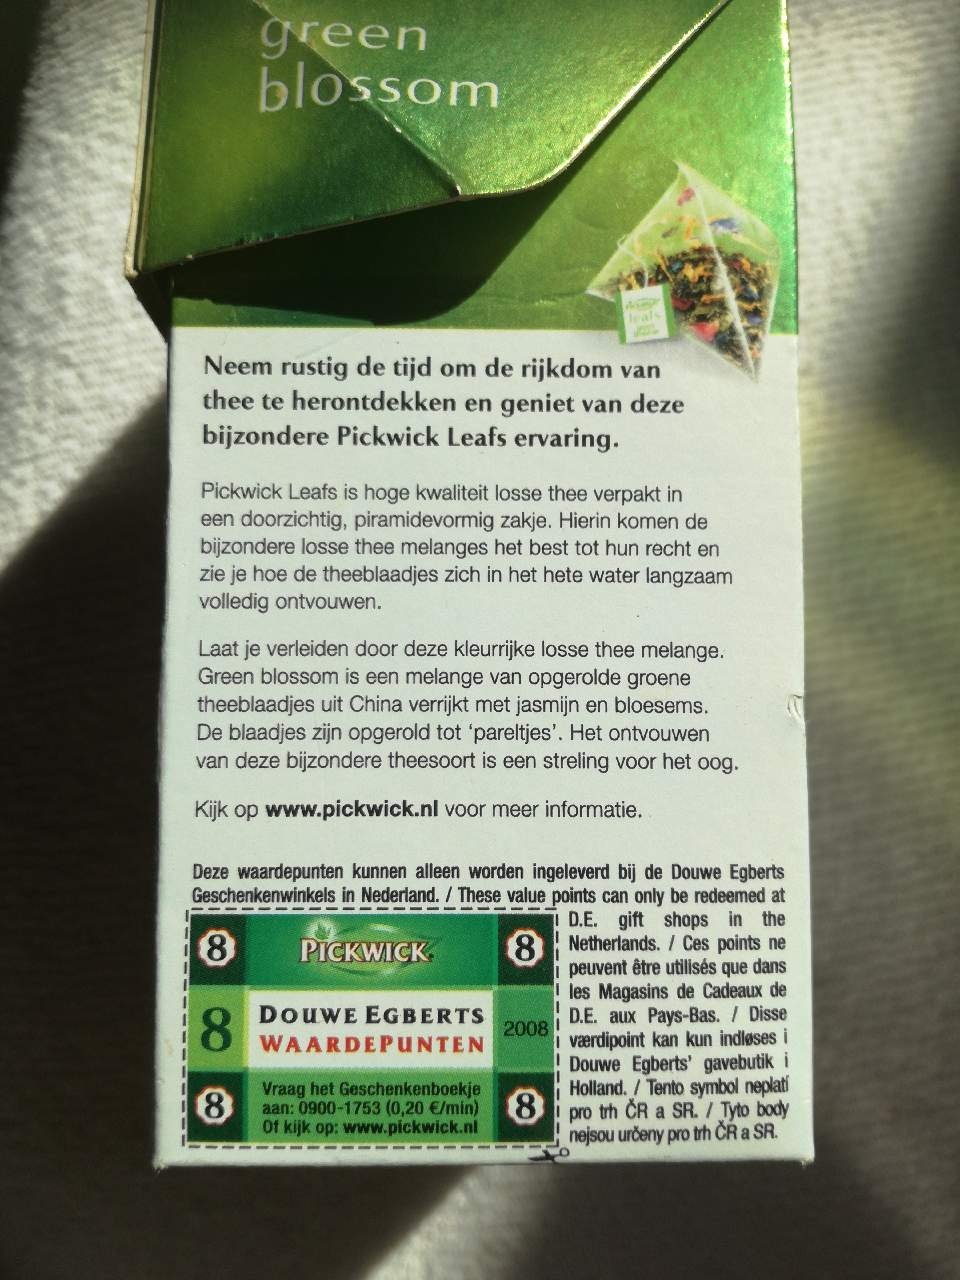 green
blossom
Neem rustig de tijd om de rijkdom van
thee te herontdekken en geniet van deze
bijzondere Pickwick Leafs ervaring.
Pickwick Leafs is hoge kwaliteit losse thee verpakt in
een doorzichtig, piramidevormig zakje. Hierin komen de
bijzondere losse thee melanges het best tot hun recht en
zie je hoe de theeblaadjes zich in het hete water langzaam
volledig ontvouwen.
Laat je verleiden door deze kleurrijke losse thee melange.
Green blossom is een melange van opgerolde groene
theeblaadjes uit China verrijkt met jasmijn en bloesems.
De blaadjes zijn opgerold tot ‘pareltjes’. Het ontvouwen
van deze bijzondere theesoort is een streling voor het oog.
Kijk op www.pickwick.nl voor meer informatie.
Deze waardepunten kunnen alleen worden ingeleverd bij de Douwe Egberts
Geschenkenwinkels in Nederland. / These value points can only be redeemed at
D.E. gift shops in the
Netherlands. / Ces points ne
peuvent être utilisés que dans
les Magasins de Cadeaux de
D.E. aux Pays-Bas. / Disse
værdipoint kan kun indløses i
Douwe Egberts' gavebutik i
Holland. / Tento symbol neplatí
pro trh ČR a SR. / Tyto body
nejsou určeny pro trh ČR a SR.
8 PICKWICK 8
8 DOUWE EGBERTS 2008
WAARDEPUNTEN
Vraag het Geschenkenboekje
8 aan: 0900-1753 (0,20 €/min) 8
Of kijk op: www.pickwick.nl